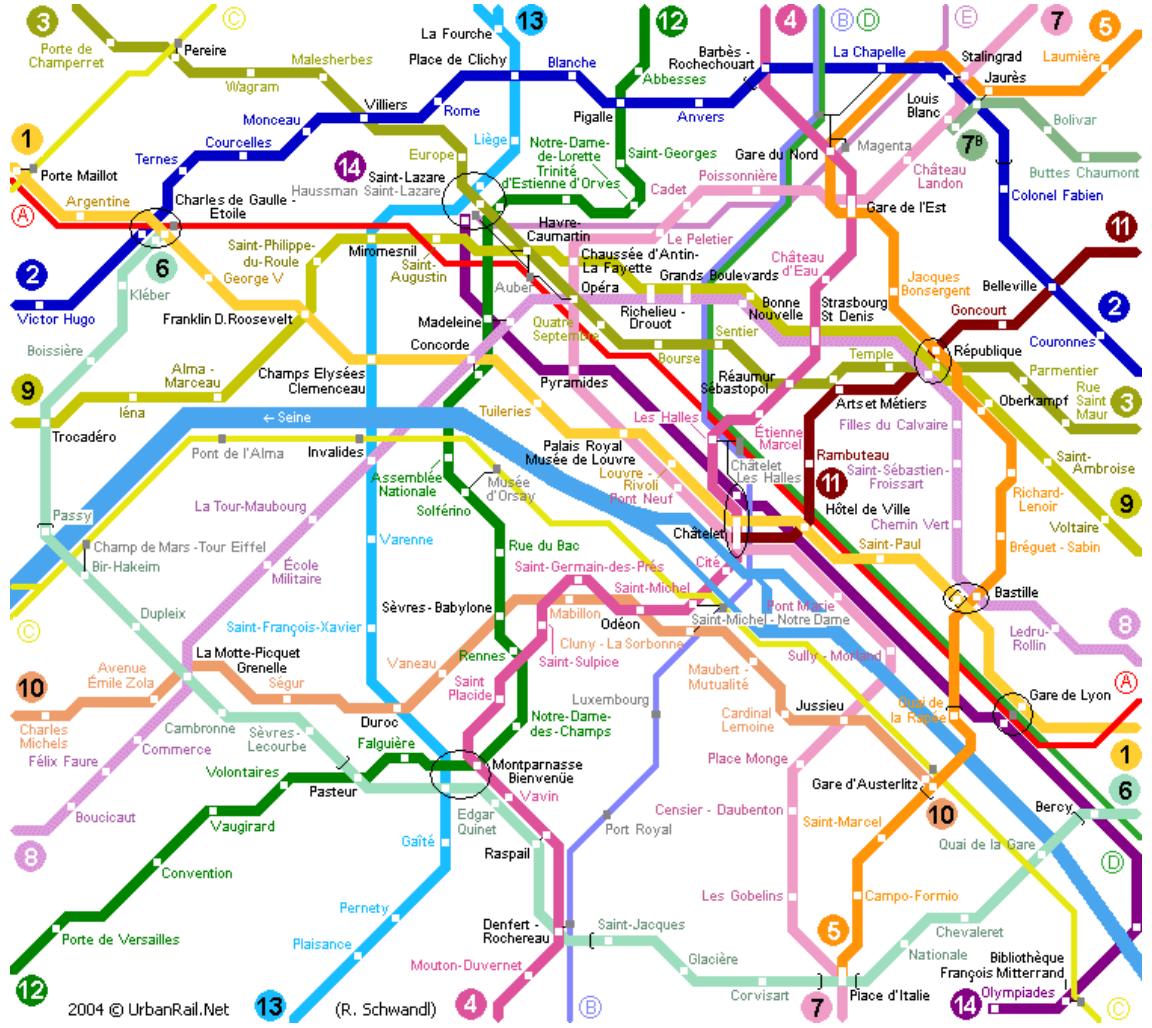 3
C
13
12
4
B
D
E
7
5
Porte de
Champerret
Pereire
Malesherbes
Wagram
La Fourche
Place de Clichy
Blanche
Abbesses
Barbès -
Rochechouart
La Chapelle
Stalingrad
Laumière
Jaurès
Villiers
Rome
Monceau
Courcelles
Ternes
Pigalle
Anvers
Louis
Blanc
7B
Bolivar
Buttes Chaumont
1
Porte Maillot
A
Argentine
Liège
Europe
14
Saint-Lazare
Haussman Saint-Lazare
Notre-Dame-
de-Lorette
Trinité
d'Estienne d'Orves
Saint-Georges
Gare du Nord
Magenta
Château
Landon
Colonel Fabien
Poissonnière
Cadet
Gare de l'Est
Charles de Gaulle -
Etoile
Le Peletier
Havre-
Caumartin
11
2
6
Kléber
Victor Hugo
George V
Saint-Philippe-
du-Roule
Miromesnil
Saint-
Augustin
Chaussée d'Antin-
La Fayette
Auber
Opéra
Grands Boulevards
Château
d'Eau
Jacques
Bonsergent
Belleville
Goncourt
2
Couronnes
Boissière
Franklin D.Roosevelt
Madeleine
Concorde
Quatre
Septembre
Richelieu -
Drouot
Bonne
Nouvelle
Strasbourg
St Denis
Sentier
Bourse
Temple
République
Parmentier
Rue
Saint
Maur
3
Oberkampf
9
Alma -
Marceau
Iéna
Trocadéro
Champs Elysées
Clemenceau
Pyramides
Réaumur
Sébastopol
Arts et Métiers
Tuileries
Les Halles
Étienne
Marcel
Filles du Calvaire
← Seine
Pont de l'Alma
Invalides
Palais Royal
Musée de Louvre
Louvre -
Rivoli
Pont Neuf
Châtelet
Les Halles
Rambuteau
11
Saint-Sébastien-
Froissart
Saint-
Ambroise
9
Assemblée
Nationale
Musée
d'Orsay
Solférino
Richard-
Lenoir
Voltaire
La Tour-Maubourg
Passy
Champ de Mars -Tour Eiffel
Bir-Hakeim
École
Militaire
Varenne
Rue du Bac
Châtelet
Hôtel de Ville
Chemin Vert
Saint-Paul
Bréguet - Sabin
Saint-Germain-des-Prés
Saint-Michel
Cité
Bastille
Dupleix
Sèvres-Babylone
Mabillon
Odéon
Pont Marie
Saint-Michel - Notre Dame
Ledru-
Rollin
8
C
Saint-François-Xavier
Cluny - La Sorbonne
Saint-Sulpice
Sully - Morland
La Motte-Picquet
Grenelle
Vaneau
Rennes
Maubert -
Mutualité
10
Avenue
Émile Zola
Ségur
Saint
Placide
Luxembourg
Gare de Lyon
A
Charles
Michels
Cambronne
Duroc
Cardinal
Lemoine
Jussieu
Quai de
la Rapée
Commerce
Sèvres-
Lecourbe
Falguière
Notre-Dame-
des-Champs
1
Félix Faure
Volontaires
Pasteur
Montparnasse
Bienvenüe
Place Monge
Gare d'Austerlitz
6
Boucicaut
Vaugirard
Edgar
Quinet
Vavin
Censier - Daubenton
10
Bercy
8
Gaîté
Raspail
Port Royal
Saint-Marcel
Quai de la Gare
D
Convention
Les Gobelins
Campo-Formio
Pernety
Denfert -
Rochereau
Saint-Jacques
5
Chevaleret
Porte de Versailles
Plaisance
Glacière
Nationale
Bibliothèque
François Mitterrand
Mouton-Duvernet
Corvisart
Place d'Italie
Olympiades
12
2004 © UrbanRail.Net
13
(R. Schwandl)
4
B
7
14
C